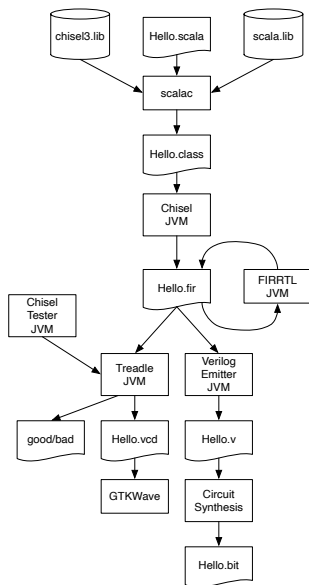 chisel3.lib
Hello.scala
scala.lib
scalac
Hello.class
Chisel
JVM
Hello.fir
FIRRTL
JVM
Chisel
Tester
JVM
Treadle
JVM
Verilog
Emitter
JVM
good/bad
Hello.vcd
Hello.v
GTKWave
Circuit
Synthesis
Hello.bit